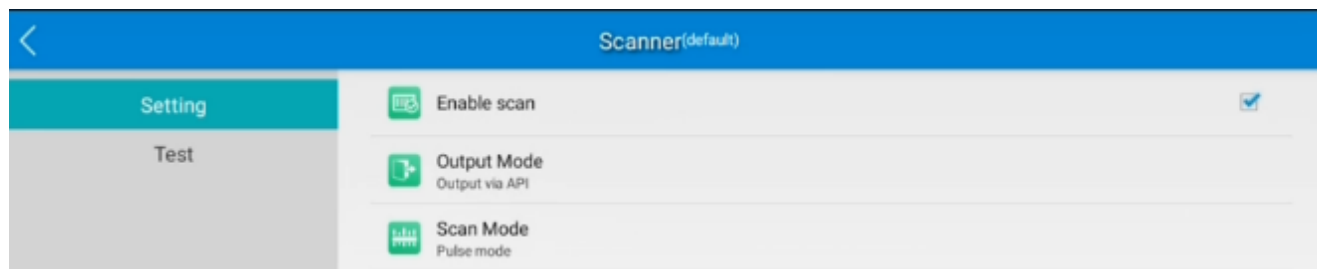 Scanner(default)
Setting
Test
Enable scan
Output Mode
Output via API
Scan Mode
Pulse mode